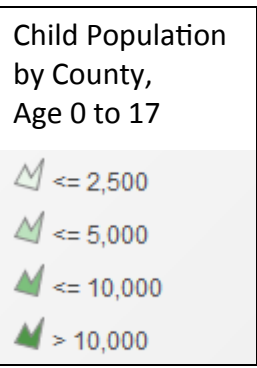 Child Population
by County,
Age 0 to 17
<= 2,500
<= 5,000
<= 10,000
> 10,000